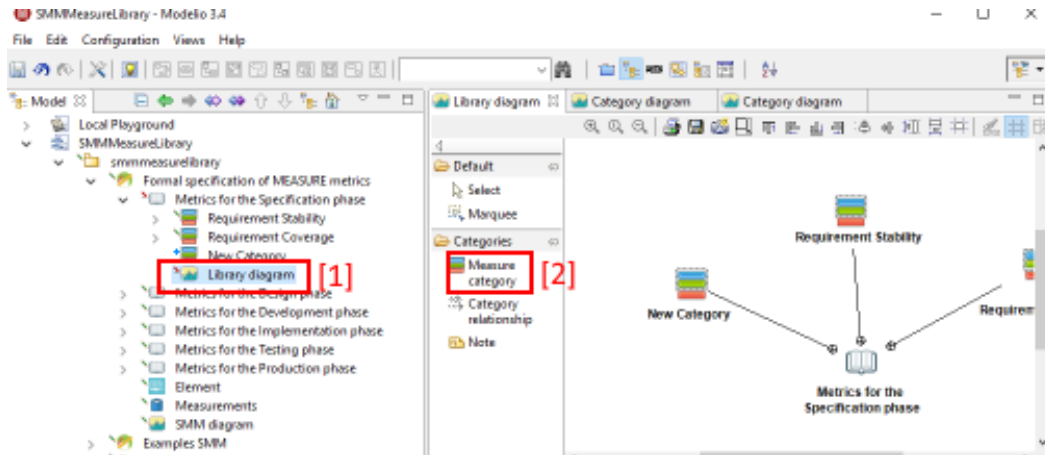 SMMMeasureLibrary - Modelio 3.4
File Edit Configuration Views Help
Model
Library diagram
Category diagram
Category diagram
Local Playground
SMMMeasureLibrary
smmmeasurelibrary
Formal specification of MEASURE metrics
Metrics for the Specification phase
Requirement Stability
Requirement Coverage
New Category
Library diagram
[1]
Metrics for the Design phase
Metrics for the Development phase
Metrics for the Implementation phase
Metrics for the Testing phase
Metrics for the Production phase
Element
Measurements
SMM diagram
Examples SMM
Default
Select
Marquee
Categories
Measure
category
[2]
Category
relationship
Note
Requirement Stability
New Category
Requirem
Metrics for the
Specification phase